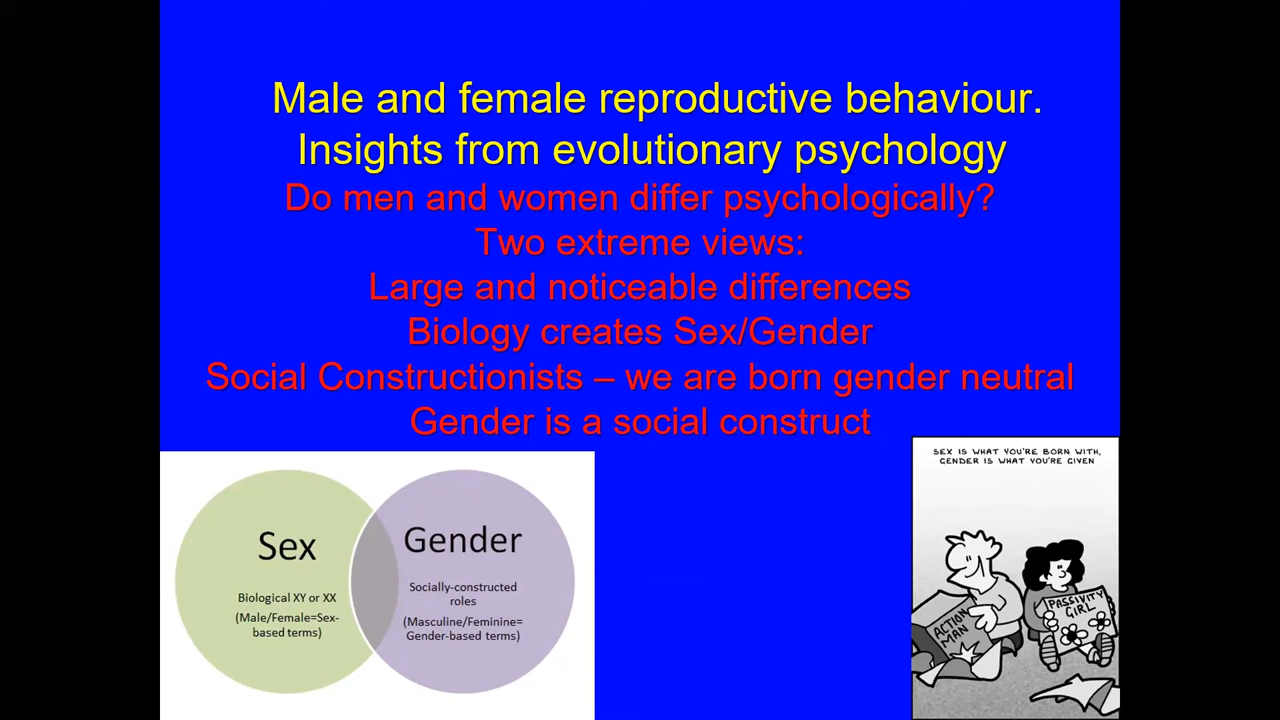 Male and female reproductive behaviour.
Insights from evolutionary psychology
Do men and women differ psychologically?
Two extreme views:
Large and noticeable differences
Biology creates Sex/Gender
Social Constructionists – we are born gender neutral
Gender is a social construct
Sex
Biological XY or XX
(Male/Female=Sex-
based terms)
Gender
Socially-constructed
roles
(Masculine/Feminine=
Gender-based terms)
SEX IS WHAT YOU'RE BORN WITH,
GENDER IS WHAT YOU'RE GIVEN
ACTION
MAN
PASSIVITY
GIRL